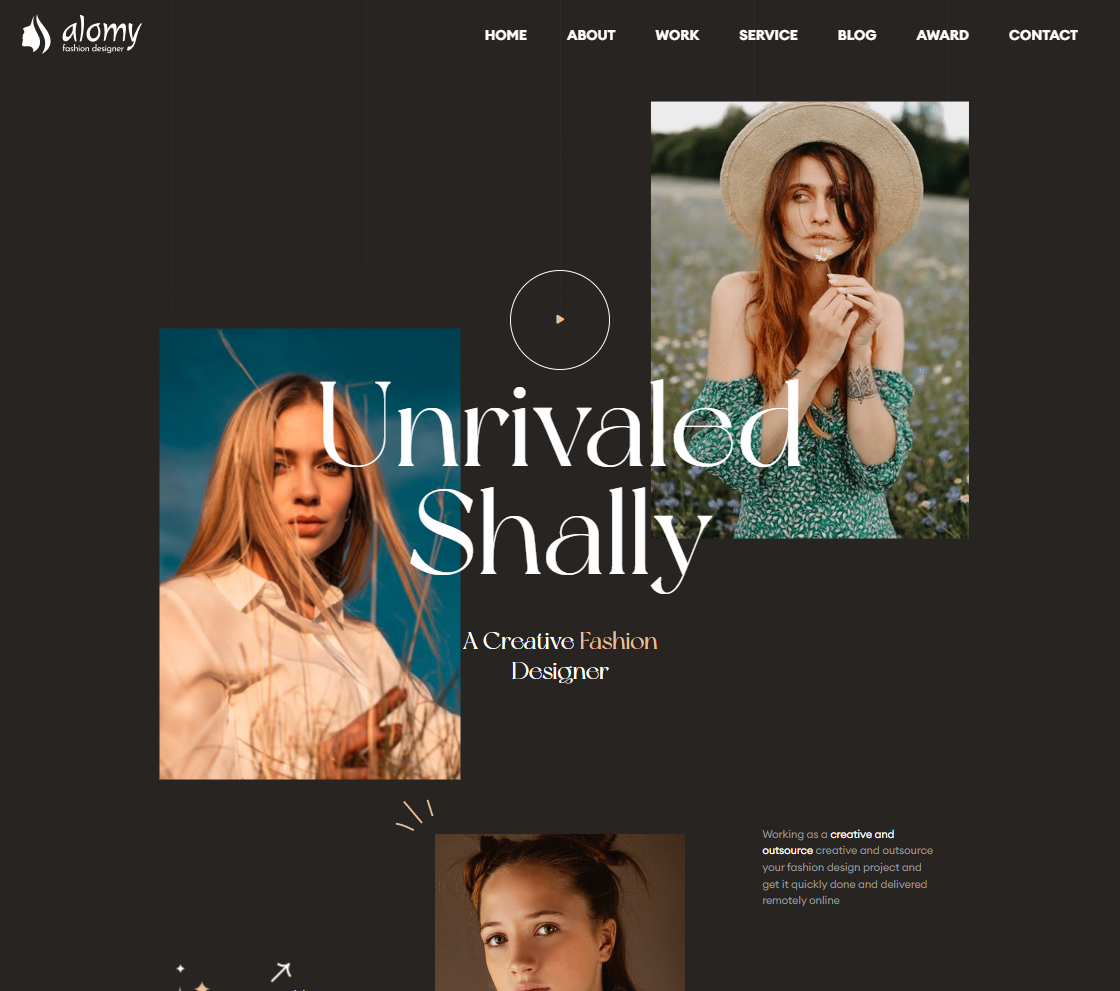 alomy
fashion designer
HOME ABOUT WORK SERVICE BLOG AWARD CONTACT
Unrivaled
Shally
A Creative Fashion
Designer
Working as a creative and
outsource creative and outsource
your fashion design project and
get it quickly done and delivered
remotely online